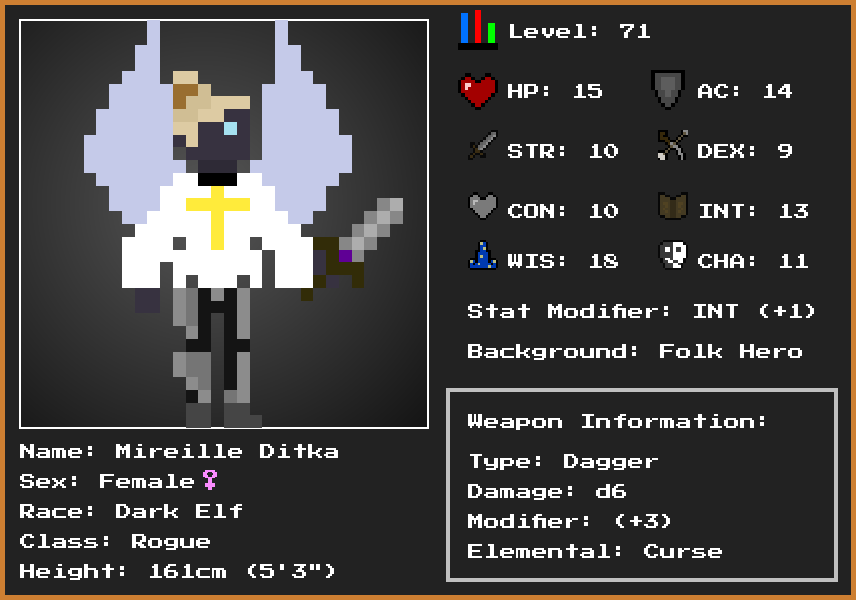 Level: 71
HP: 15
AC: 14
STR: 10
DEX: 9
CON: 10
INT: 13
WIS: 18
CHA: 11
Stat Modifier: INT (+1)
Background: Folk Hero
Weapon Information:
Type: Dagger
Damage: d6
Modifier: (+3)
Elemental: Curse
Name: Mireille Ditka
Sex: Female♀
Race: Dark Elf
Class: Rogue
Height: 161cm (5'3")